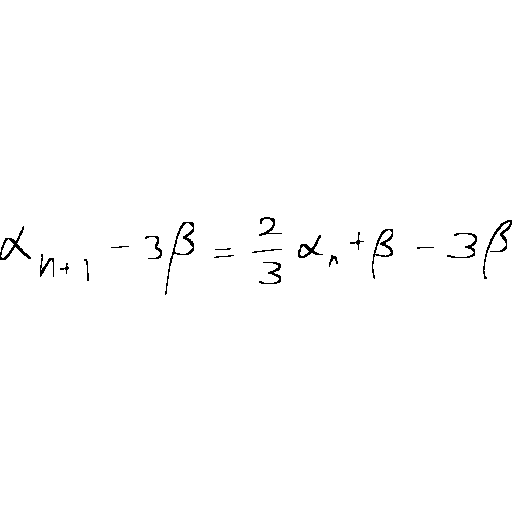 α_{n+1} - 3β = \frac{2}{3} α_n + β - 3β